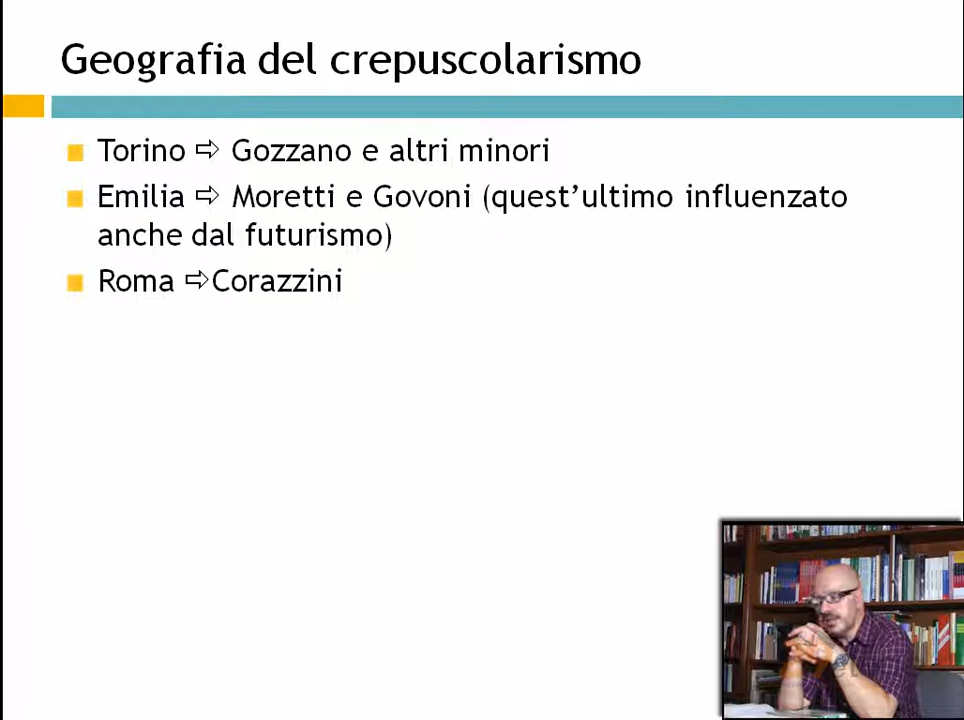 Geografia del crepuscolarismo
Torino ⇨ Gozzano e altri minori
Emilia ⇨ Moretti e Govoni (quest’ultimo influenzato
anche dal futurismo)
Roma ⇨Corazzini